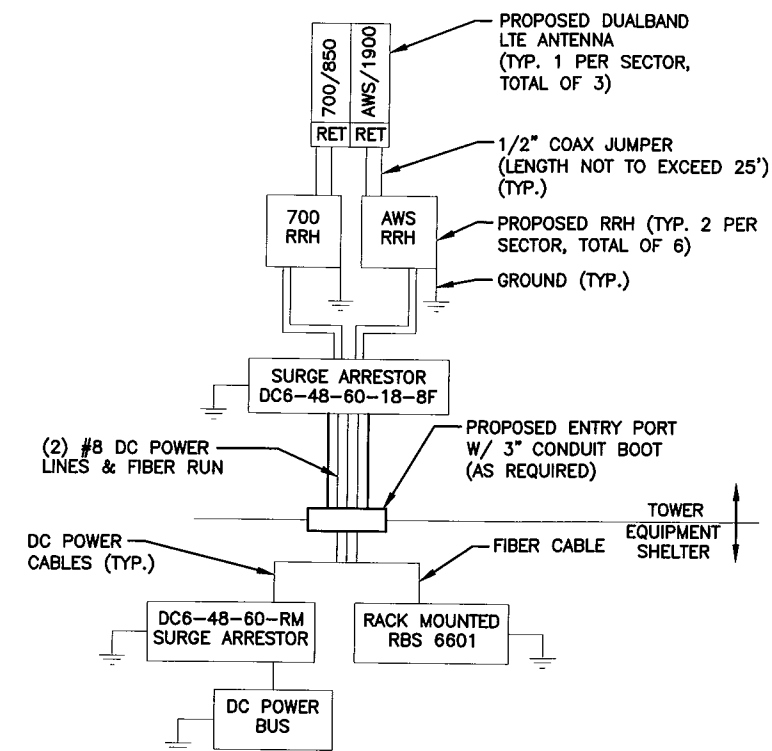 PROPOSED DUALBAND
LTE ANTENNA
(TYP. 1 PER SECTOR,
TOTAL OF 3)
700/850
AWS/1900
RET
RET
1/2" COAX JUMPER
(LENGTH NOT TO EXCEED 25')
(TYP.)
700
RRH
AWS
RRH
PROPOSED RRH (TYP. 2 PER
SECTOR, TOTAL OF 6)
GROUND (TYP.)
SURGE ARRESTOR
DC6-48-60-18-8F
(2) #8 DC POWER
LINES & FIBER RUN
PROPOSED ENTRY PORT
W/ 3" CONDUIT BOOT
(AS REQUIRED)
TOWER
EQUIPMENT
SHELTER
DC POWER
CABLES (TYP.)
FIBER CABLE
DC6-48-60-RM
SURGE ARRESTOR
RACK MOUNTED
RBS 6601
DC POWER
BUS